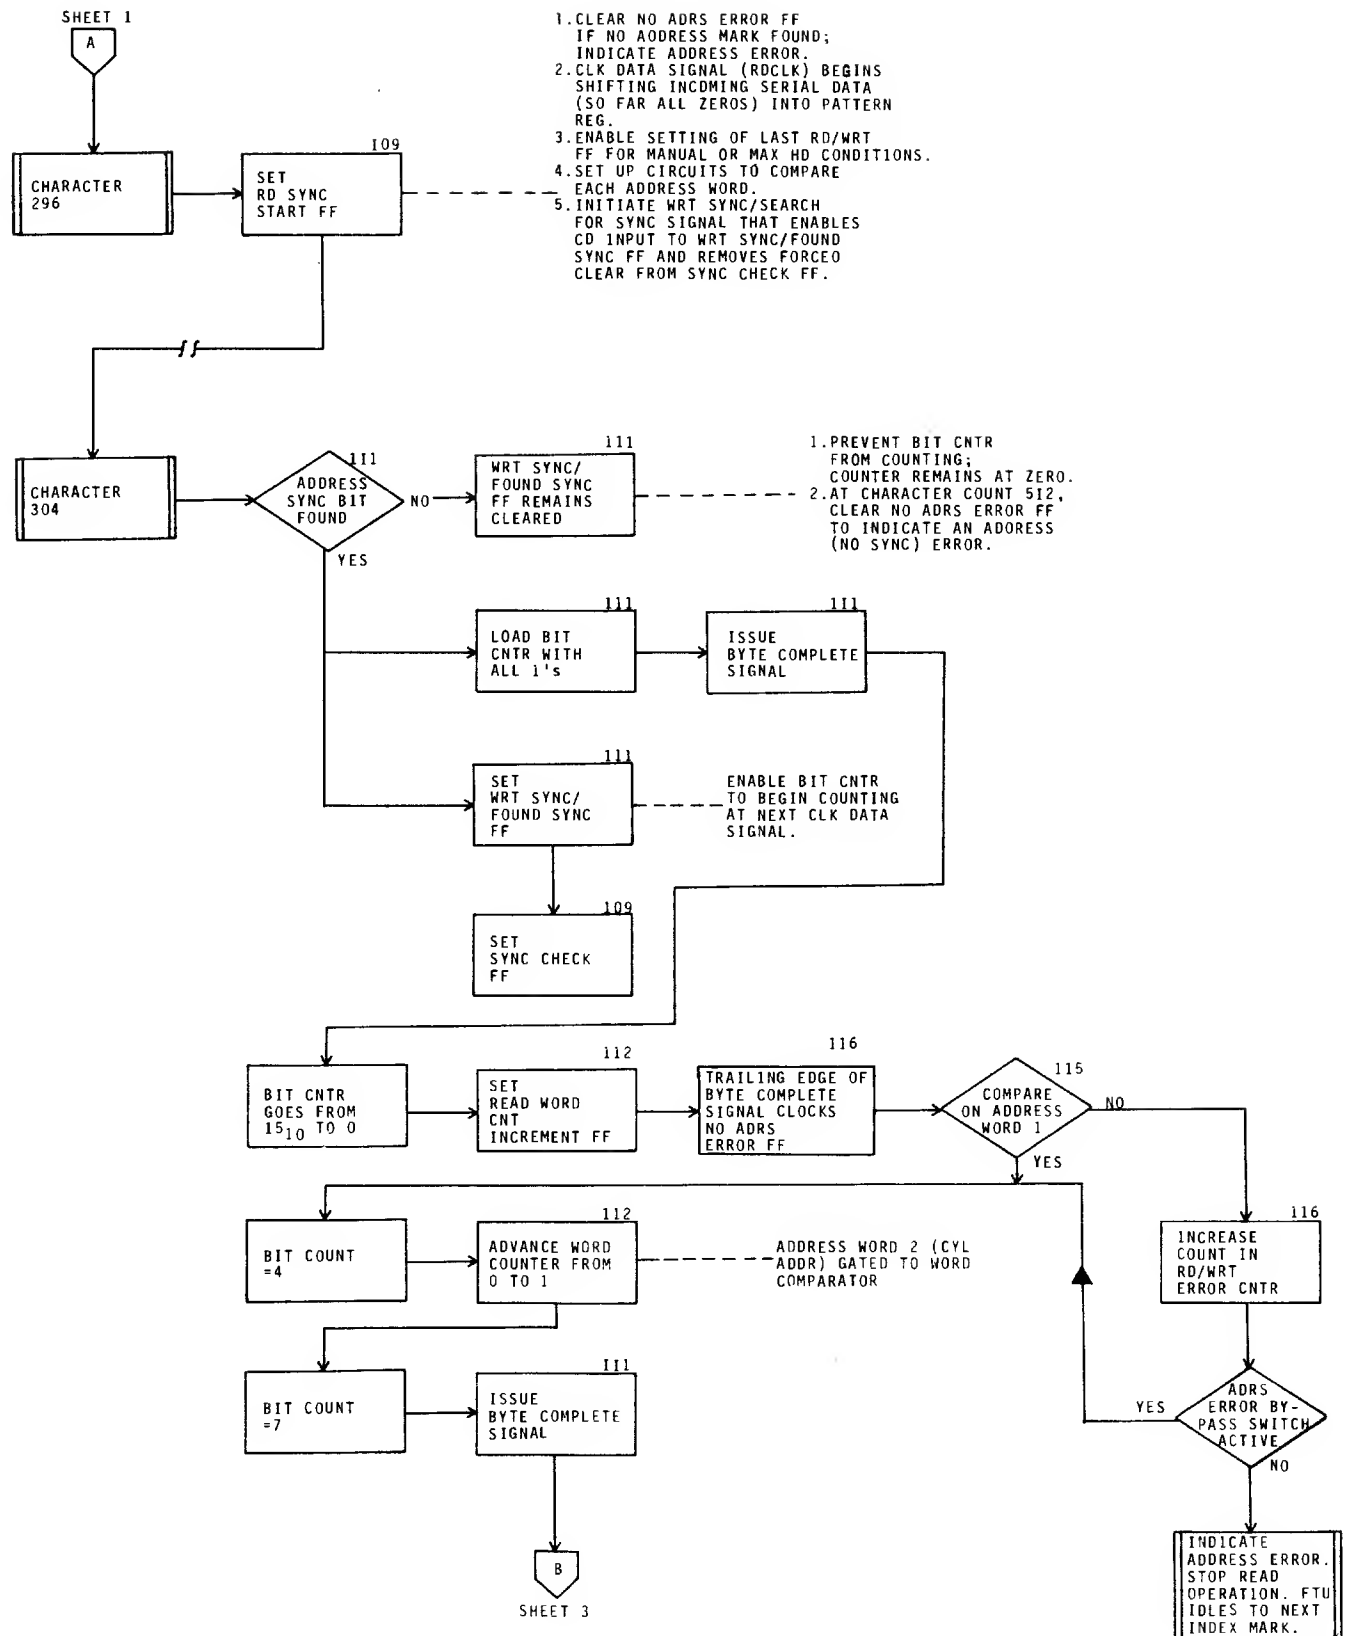 SHEET 1
A
1.CLEAR NO ADRS ERROR FF
IF NO AODRESS MARK FOUND;
INDICATE ADDRESS ERROR.
2.CLK DATA SIGNAL (RDCLK) BEGINS
SHIFTING INCDMING SERIAL DATA
(SO FAR ALL ZEROS) INTO PATTERN
REG.
3.ENABLE SETTING OF LAST RD/WRT
FF FOR MANUAL OR MAX HD CONDITIONS.
4.SET UP CIRCUITS TO COMPARE
EACH ADDRESS WORD.
5.INITIATE WRT SYNC/SEARCH
FOR SYNC SIGNAL THAT ENABLES
CD INPUT TO WRT SYNC/FOUND
SYNC FF AND REMOVES FORCEO
CLEAR FROM SYNC CHECK FF.
CHARACTER
296
I09
SET
RD SYNC
START FF
CHARACTER
304
1I1
ADDRESS
SYNC BIT
FOUND
NO
YES
111
WRT SYNC/
FOUND SYNC
FF REMAINS
CLEARED
1.PREVENT BIT CNTR
FROM COUNTING;
COUNTER REMAINS AT ZERO.
2.AT CHARACTER COUNT 512,
CLEAR NO ADRS ERROR FF
TO INDICATE AN ADDRESS
(NO SYNC) ERROR.
111
LOAD BIT
CNTR WITH
ALL 1's
1I1
ISSUE
BYTE COMPLETE
SIGNAL
111
SET
WRT SYNC/
FOUND SYNC
FF
ENABLE BIT CNTR
TO BEGIN COUNTING
AT NEXT CLK DATA
SIGNAL.
109
SET
SYNC CHECK
FF
BIT CNTR
GOES FROM
15₁₀ TO 0
112
SET
READ WORD
CNT
INCREMENT FF
116
TRAILING EDGE OF
BYTE COMPLETE
SIGNAL CLOCKS
NO ADRS
ERROR FF
115
COMPARE
ON ADDRESS
WORD 1
NO
YES
BIT COUNT
=4
112
ADVANCE WORD
COUNTER FROM
0 TO 1
ADDRESS WORD 2 (CYL
ADDR) GATED TO WORD
COMPARATOR
116
INCREASE
COUNT IN
RD/WRT
ERROR CNTR
BIT COUNT
=7
II1
ISSUE
BYTE COMPLETE
SIGNAL
YES
ADRS
ERROR BY-
PASS SWITCH
ACTIVE
NO
B
SHEET 3
INDICATE
ADDRESS ERROR.
STOP READ
OPERATION. FTU
IDLES TO NEXT
INDEX MARK.